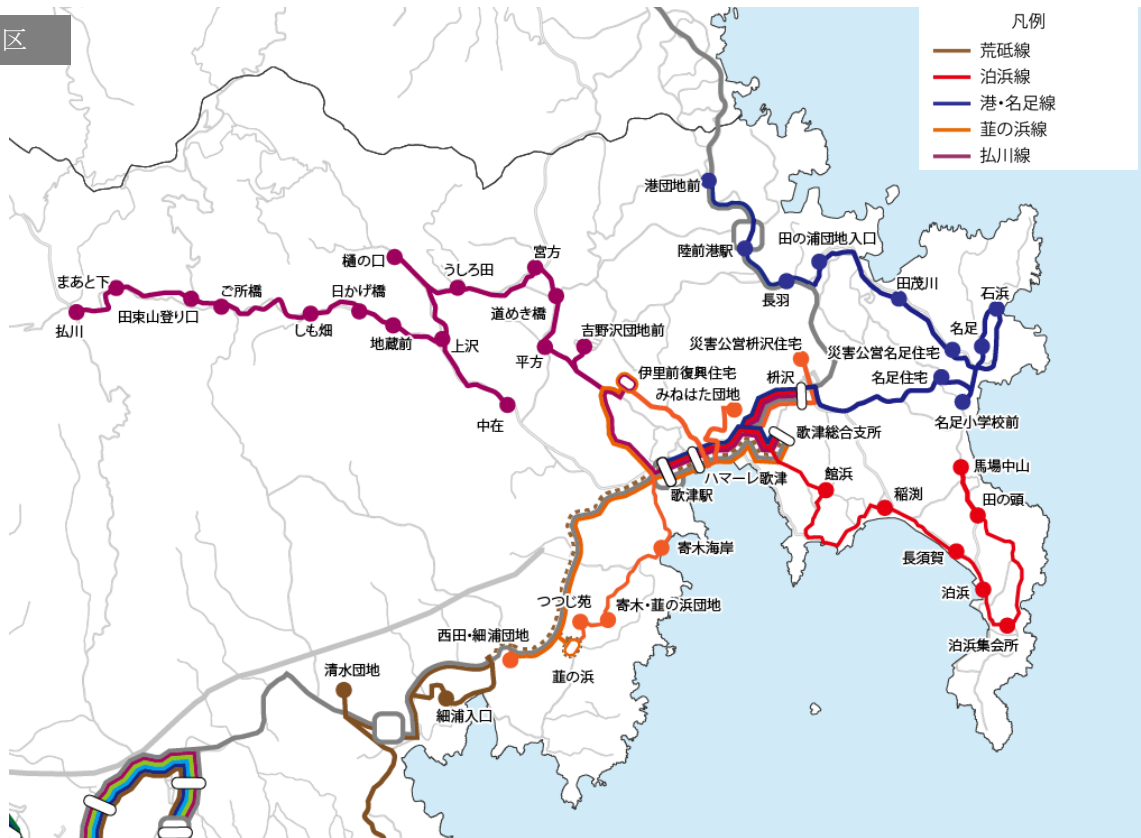 区
凡例
荒砥線
泊浜線
港・名足線
韮の浜線
払川線
港団地前
陸前港駅
田の浦団地入口
長羽
田茂川
石浜
名足
災害公営名足住宅
名足住宅
名足小学校前
宮方
樋の口
うしろ田
まあと下
払川
田束山登り口
ご所橋
しも畑
日かげ橋
地蔵前
上沢
中在
道めき橋
平方
吉野沢団地前
災害公営枡沢住宅
伊里前復興住宅
みねはた団地
枡沢
歌津総合支所
ハマーレ歌津
歌津駅
館浜
稲渕
馬場中山
田の頭
長須賀
泊浜
泊浜集会所
寄木海岸
つつじ苑
寄木・韮の浜団地
西田・細浦団地
韮の浜
清水団地
細浦入口